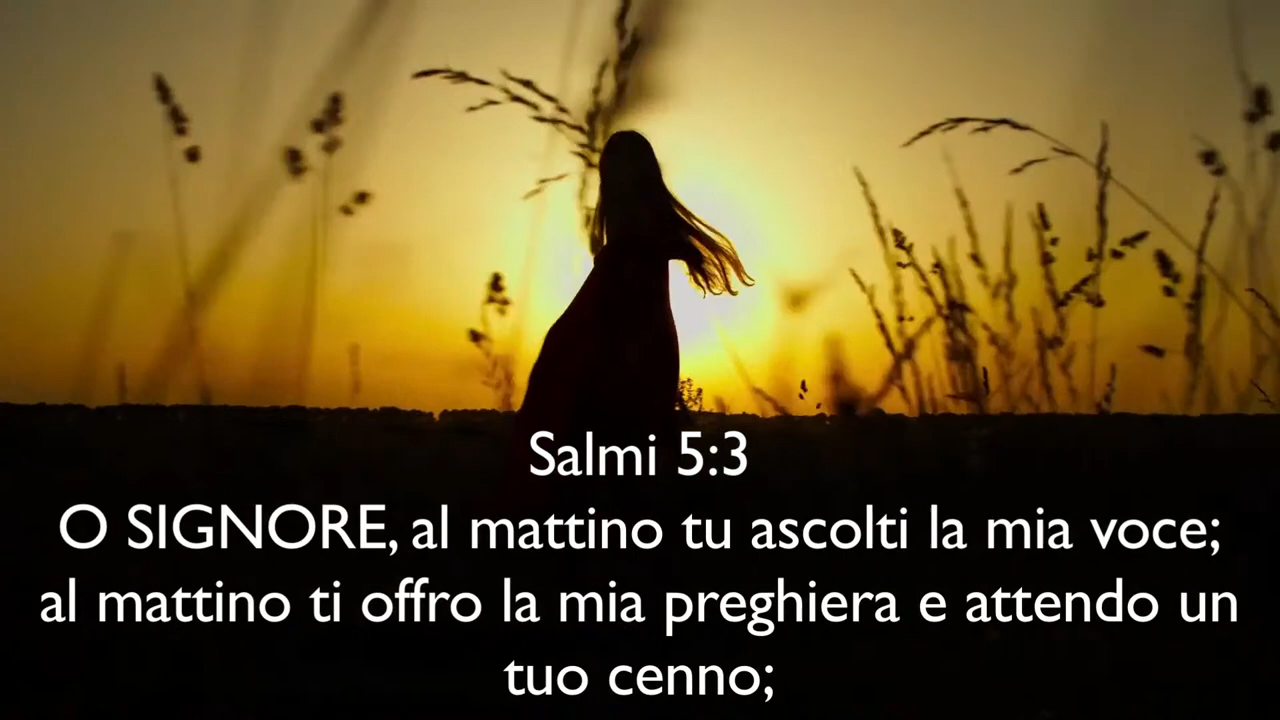 Salmi 5:3
O SIGNORE, al mattino tu ascolti la mia voce;
al mattino ti offro la mia preghiera e attendo un
tuo cenno;